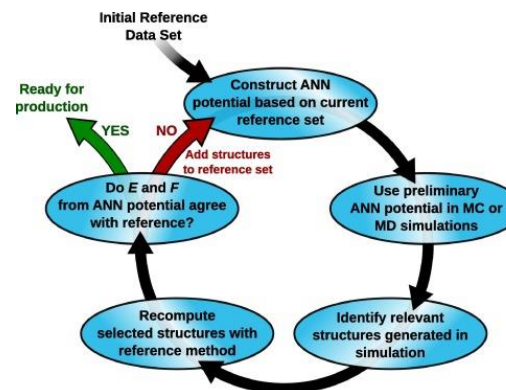 Initial Reference
Data Set
Construct ANN
potential based on current
reference set
Ready for
production
YES
NO
Add structures
to reference set
Do E and F
from ANN potential agree
with reference?
Use preliminary
ANN potential in MC or
MD simulations
Recompute
selected structures with
reference method
Identify relevant
structures generated in
simulation